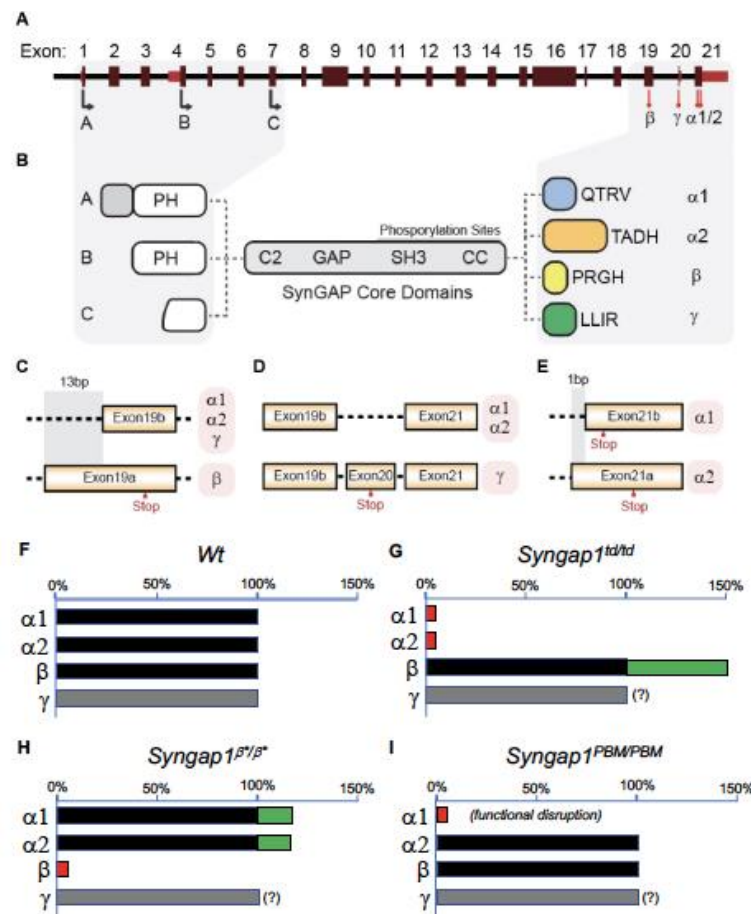 A
Exon: 1 2 3 4 5 6 7 8 9 10 11 12 13 14 15 16 17 18 19 20 21
A B C β γ α1/2
B
A PH
B PH
C
Phosporylation Sites
C2 GAP SH3 CC
SynGAP Core Domains
QTRV α1
TADH α2
PRGH β
LLIR γ
C
13bp
Exon19b
α1
α2
γ
Exon19a
Stop
β
D
Exon19b Exon21
α1
α2
Exon19b Exon20 Exon21
Stop
γ
E
1bp
Exon21b
Stop
α1
Exon21a
Stop
α2
F Wt
0% 50% 100% 150%
α1
α2
β
γ
G Syngap1td/td
0% 50% 100% 150%
α1
α2
β
γ (?)
H Syngap1β*/β*
0% 50% 100% 150%
α1
α2
β
γ (?)
I Syngap1PBM/PBM
0% 50% 100% 150%
α1 (functional disruption)
α2
β
γ (?)